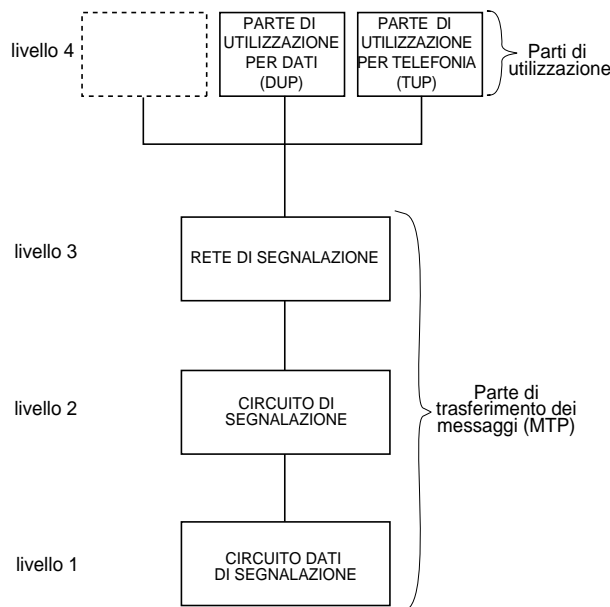 livello 4
PARTE DI
UTILIZZAZIONE
PER DATI
(DUP)
PARTE DI
UTILIZZAZIONE
PER TELEFONIA
(TUP)
Parti di
utilizzazione
livello 3
RETE DI SEGNALAZIONE
livello 2
CIRCUITO DI
SEGNALAZIONE
Parte di
trasferimento dei
messaggi (MTP)
livello 1
CIRCUITO DATI
DI SEGNALAZIONE